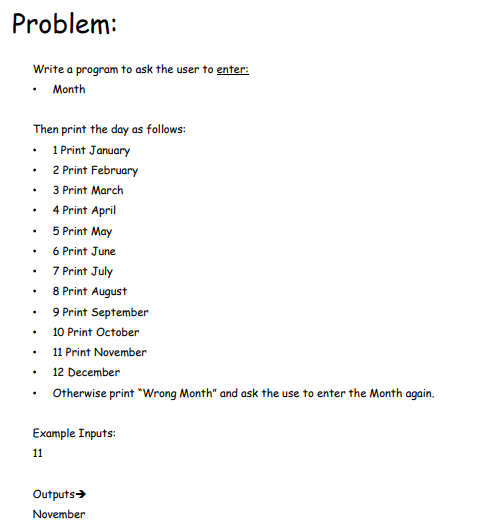 Problem:
Write a program to ask the user to enter:
• Month
Then print the day as follows:
• 1 Print January
• 2 Print February
• 3 Print March
• 4 Print April
• 5 Print May
• 6 Print June
• 7 Print July
• 8 Print August
• 9 Print September
• 10 Print October
• 11 Print November
• 12 December
• Otherwise print “Wrong Month” and ask the use to enter the Month again.
Example Inputs:
11
Outputs➔
November